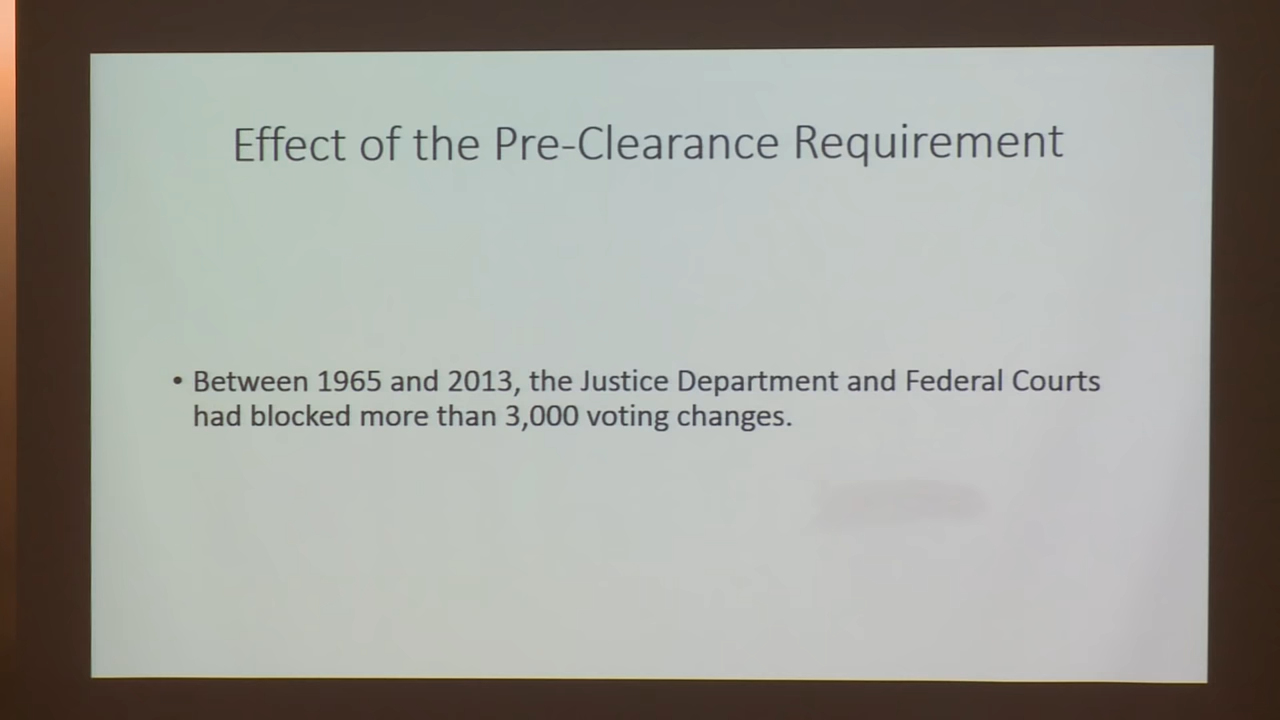 Effect of the Pre-Clearance Requirement
• Between 1965 and 2013, the Justice Department and Federal Courts
had blocked more than 3,000 voting changes.